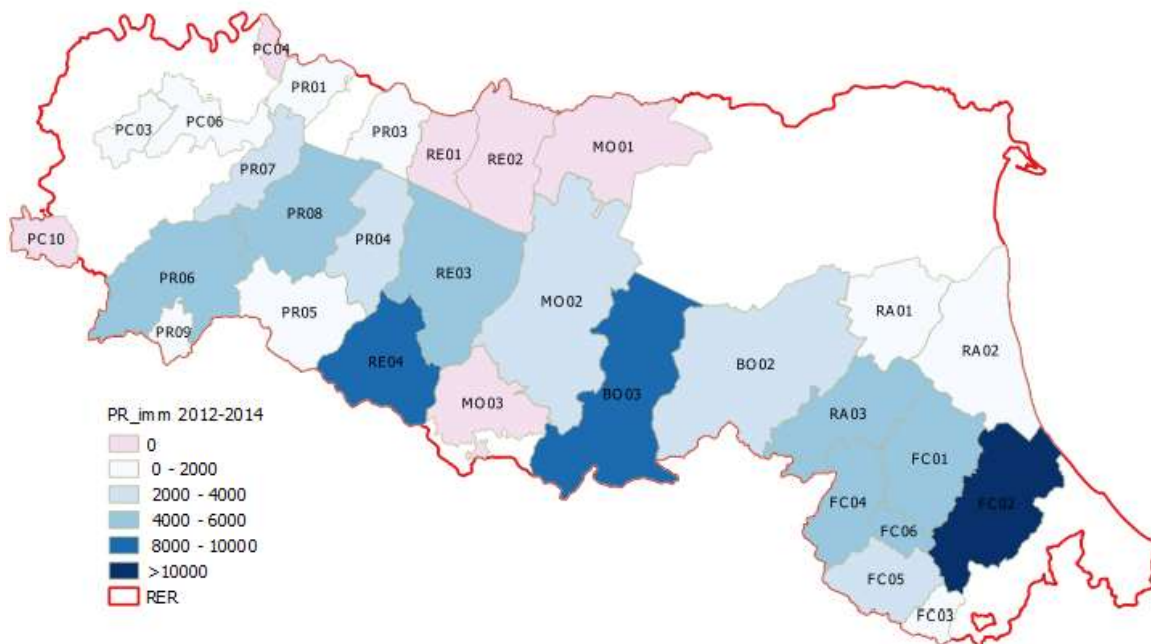 PC04
PR01
PC03
PC06
PR03
RE01
RE02
MO01
PR07
PR08
PR04
PC10
PR06
RE03
MO02
PR05
PR09
RE04
RA01
RA02
BO02
BO03
MO03
RA03
FC01
FC04
FC02
FC06
FC05
FC03
PR_imm 2012-2014
0
0 - 2000
2000 - 4000
4000 - 6000
8000 - 10000
>10000
RER